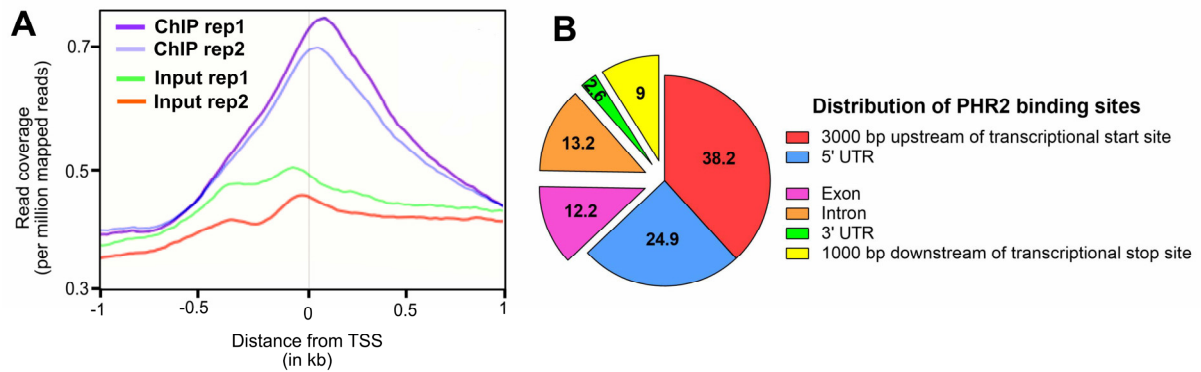 A
ChIP rep1
ChIP rep2
Input rep1
Input rep2
0.7
0.5
0.3
Read coverage
(per million mapped reads)
-1
-0.5
0
0.5
1
Distance from TSS
(in kb)
B
9
2.6
13.2
38.2
12.2
24.9
Distribution of PHR2 binding sites
3000 bp upstream of transcriptional start site
5' UTR
Exon
Intron
3' UTR
1000 bp downstream of transcriptional stop site